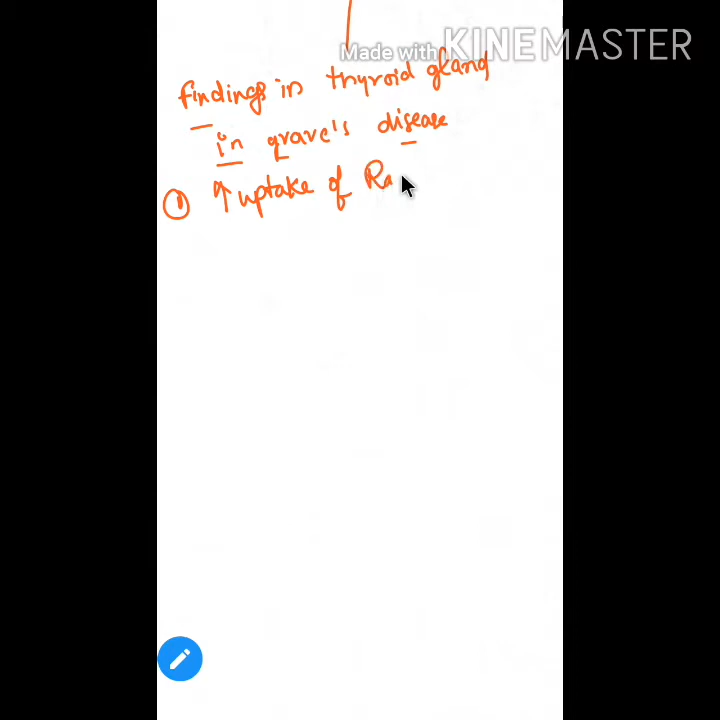 Made with KINEMASTER
findings in thyroid gland
in grave's disease
① ↑ uptake of Ra